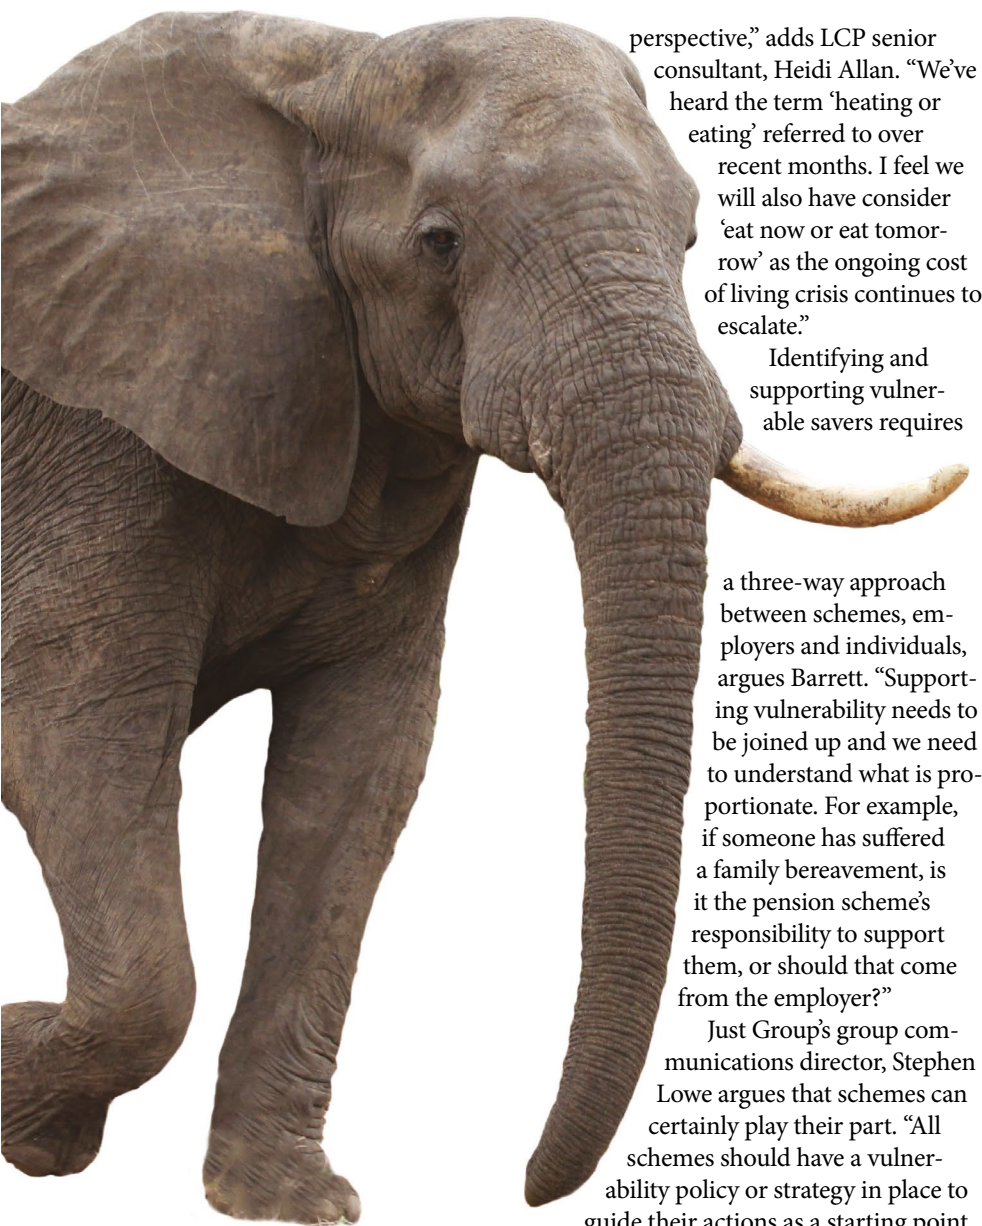 perspective,” adds LCP senior
consultant, Heidi Allan. “We’ve
heard the term ‘heating or
eating’ referred to over
recent months. I feel we
will also have consider
‘eat now or eat tomor-
row’ as the ongoing cost
of living crisis continues to
escalate.”
Identifying and
supporting vulner-
able savers requires
a three-way approach
between schemes, em-
ployers and individuals,
argues Barrett. “Support-
ing vulnerability needs to
be joined up and we need
to understand what is pro-
portionate. For example,
if someone has suffered
a family bereavement, is
it the pension scheme’s
responsibility to support
them, or should that come
from the employer?”
Just Group’s group com-
munications director, Stephen
Lowe argues that schemes can
certainly play their part. “All
schemes should have a vulner-
ability policy or strategy in place to
guide their actions as a starting point